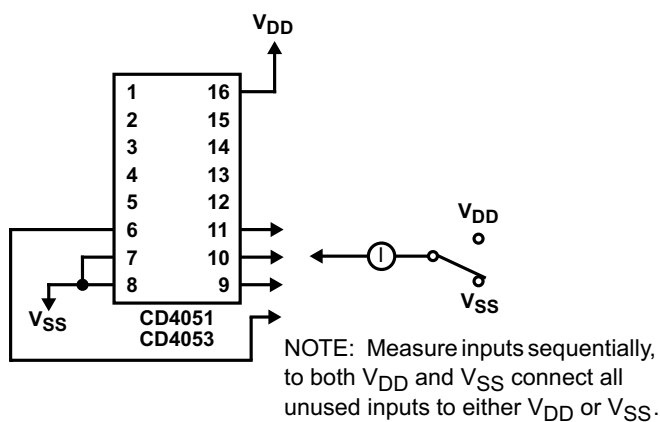 VDD
1 16
2 15
3 14
4 13
5 12
6 11
7 10
8 9
VSS
CD4051
CD4053
I
VDD
VSS
NOTE: Measure inputs sequentially,
to both VDD and VSS connect all
unused inputs to either VDD or VSS.